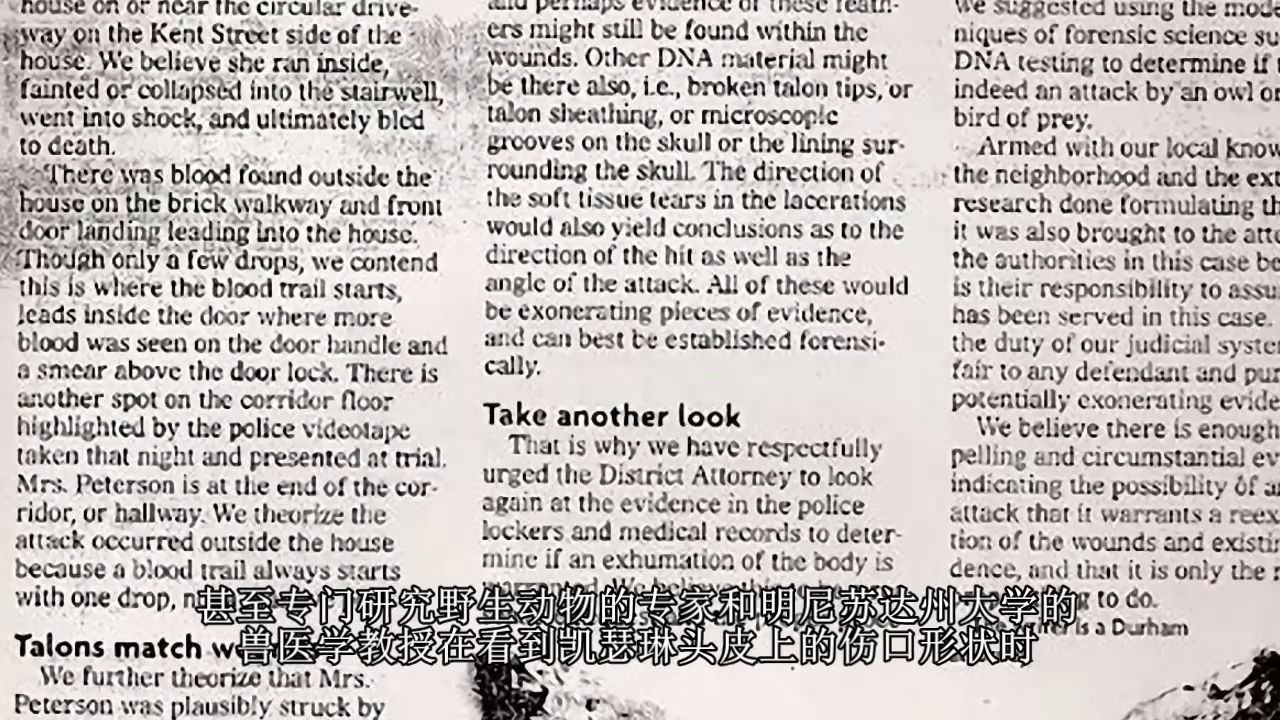 house on or near the circular drive-
way on the Kent Street side of the
house. We believe she ran inside,
fainted or collapsed into the stairwell,
went into shock, and ultimately bled
to death.
There was blood found outside the
house on the brick walkway and front
door landing leading into the house.
Though only a few drops, we contend
this is where the blood trail starts,
leads inside the door where more
blood was seen on the door handle and
a smear above the door lock. There is
another spot on the corridor floor
highlighted by the police videotape
taken that night and presented at trial.
Mrs. Peterson is at the end of the cor-
ridor, or hallway. We theorize the
attack occurred outside the house
because a blood trail always starts
with one drop,
Talons match
We further theorize that Mrs.
Peterson was plausibly struck by
and perhaps evidence of these feath-
ers might still be found within the
wounds. Other DNA material might
be there also, i.e., broken talon tips, or
talon sheathing, or microscopic
grooves on the skull or the lining sur-
rounding the skull. The direction of
the soft tissue tears in the lacerations
would also yield conclusions as to the
direction of the hit as well as the
angle of the attack. All of these would
be exonerating pieces of evidence,
and can best be established forensi-
cally.
Take another look
That is why we have respectfully
urged the District Attorney to look
again at the evidence in the police
lockers and medical records to deter-
mine if an exhumation of the body is
warranted. We believe
we suggested using the mode
niques of forensic science su
DNA testing to determine if t
indeed an attack by an owl or
bird of prey.
Armed with our local know
the neighborhood and the ext
research done formulating th
it was also brought to the atte
the authorities in this case be
is their responsibility to assu
has been served in this case.
the duty of our judicial system
fair to any defendant and pur
potentially exonerating evide
We believe there is enough
pelling and circumstantial ev
indicating the possibility of a
attack that it warrants a reex
tion of the wounds and existin
dence, and that it is only the r
to do.
is a Durham
甚至专门研究野生动物的专家和明尼苏达州大学的
兽医学教授在看到凯瑟琳头皮上的伤口形状时